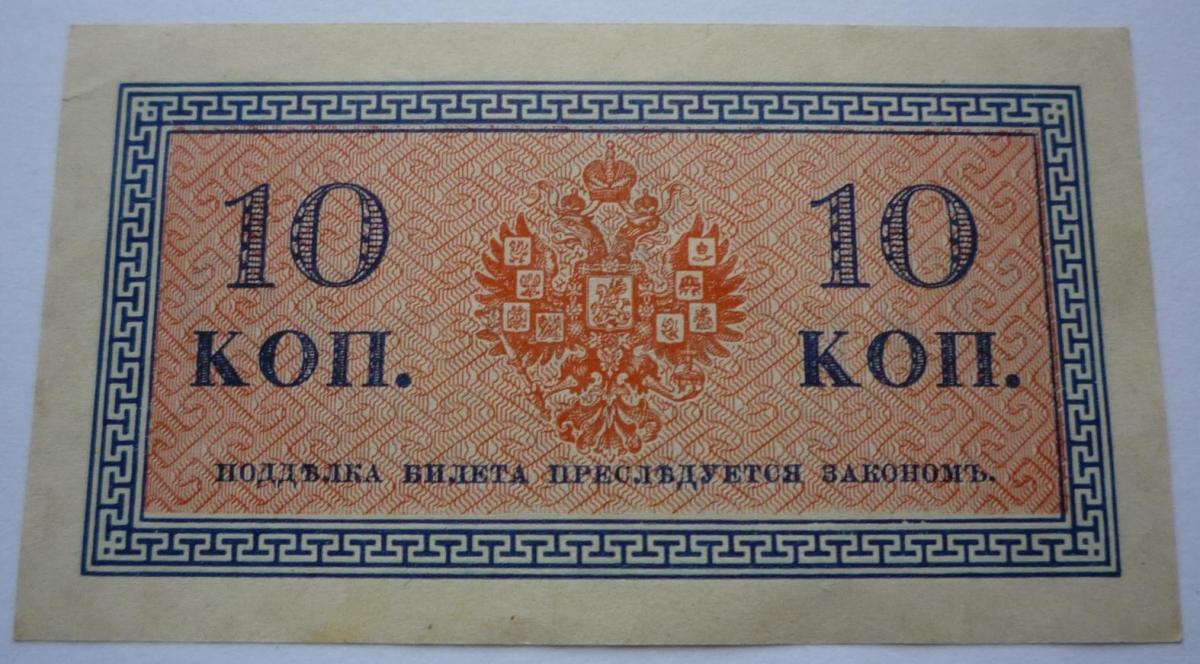 10 10
КОП. КОП.
ПОДДѢЛКА БИЛЕТА ПРЕСЛѢДУЕТСЯ ЗАКОНОМЪ.